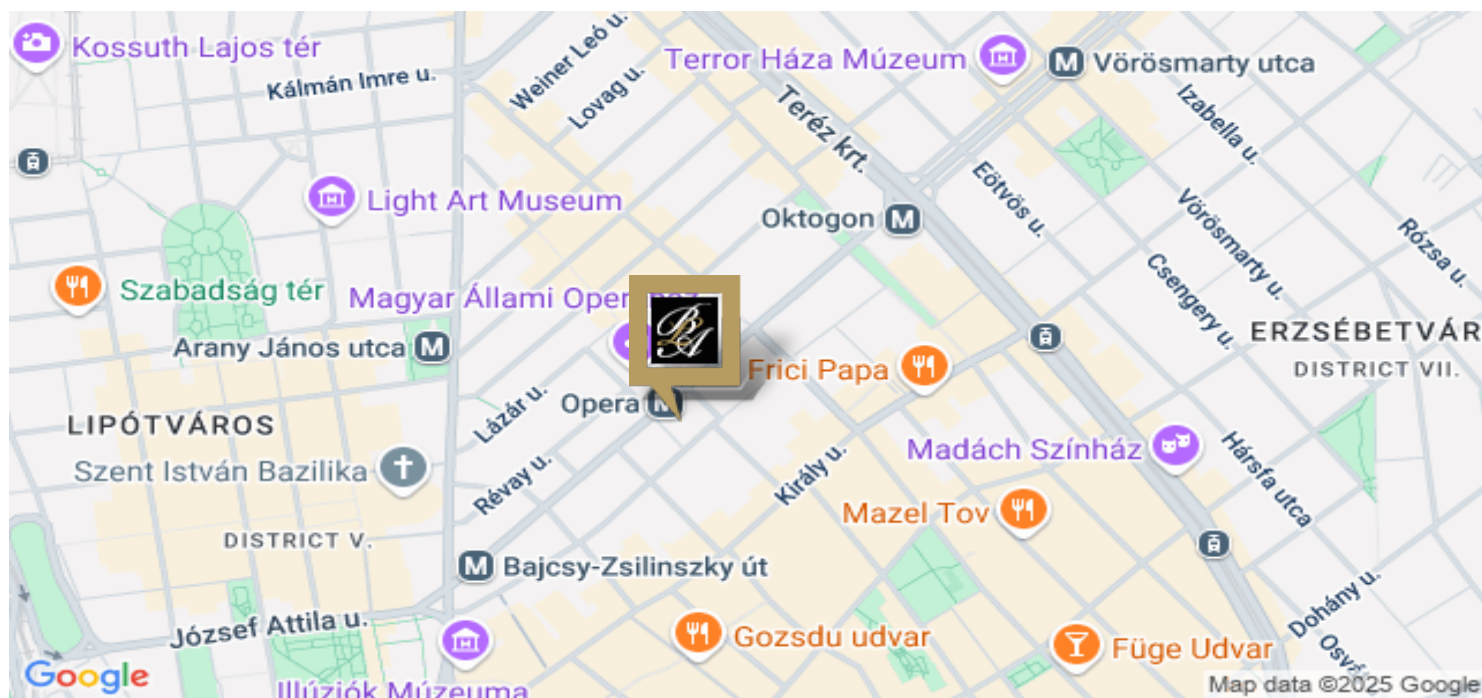 Kossuth Lajos tér
Kálmán Imre u.
Weiner Leó u.
Lovag u.
Terror Háza Múzeum
M Vörösmarty utca
Teréz krt.
Izabella u.
Light Art Museum
Oktogon M
Eötvös u.
Vörösmarty u.
Rózsa u.
Csengery u.
Szabadság tér
Magyar Állami
Arany János utca M
B
A
Frici Papa
ERZSÉBETVÁR
DISTRICT VII.
LIPÓTVÁROS
Lázár u.
Opera M
Szent István Bazilika
Révay u.
Király u.
Madách Színház
Hársfa utca
Mazel Tov
DISTRICT V.
M Bajcsy-Zsilinszky út
József Attila u.
Gozsdu udvar
Füge Udvar
Dohány u.
Google
Illúziók Múzeuma
Map data ©2025 Google